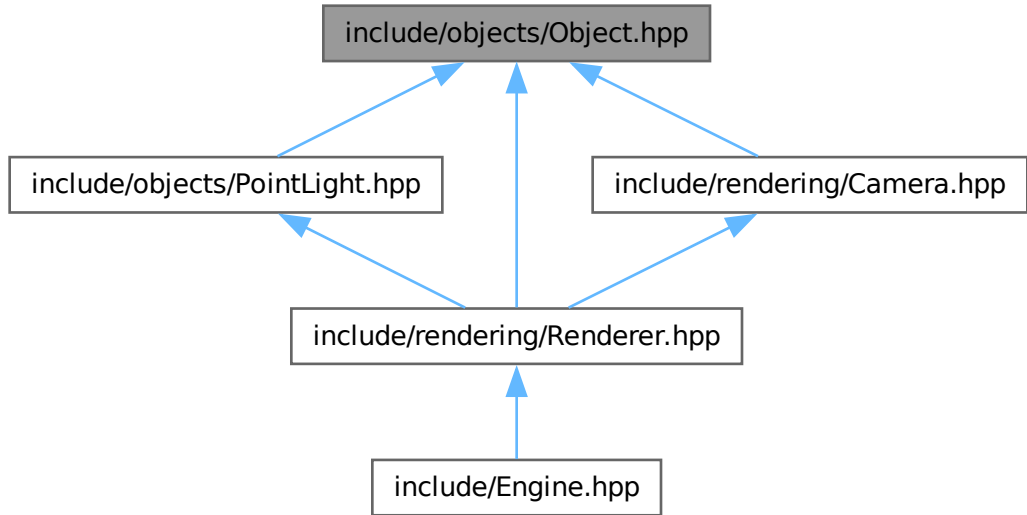 include/objects/Object.hpp
include/objects/PointLight.hpp
include/rendering/Camera.hpp
include/rendering/Renderer.hpp
include/Engine.hpp